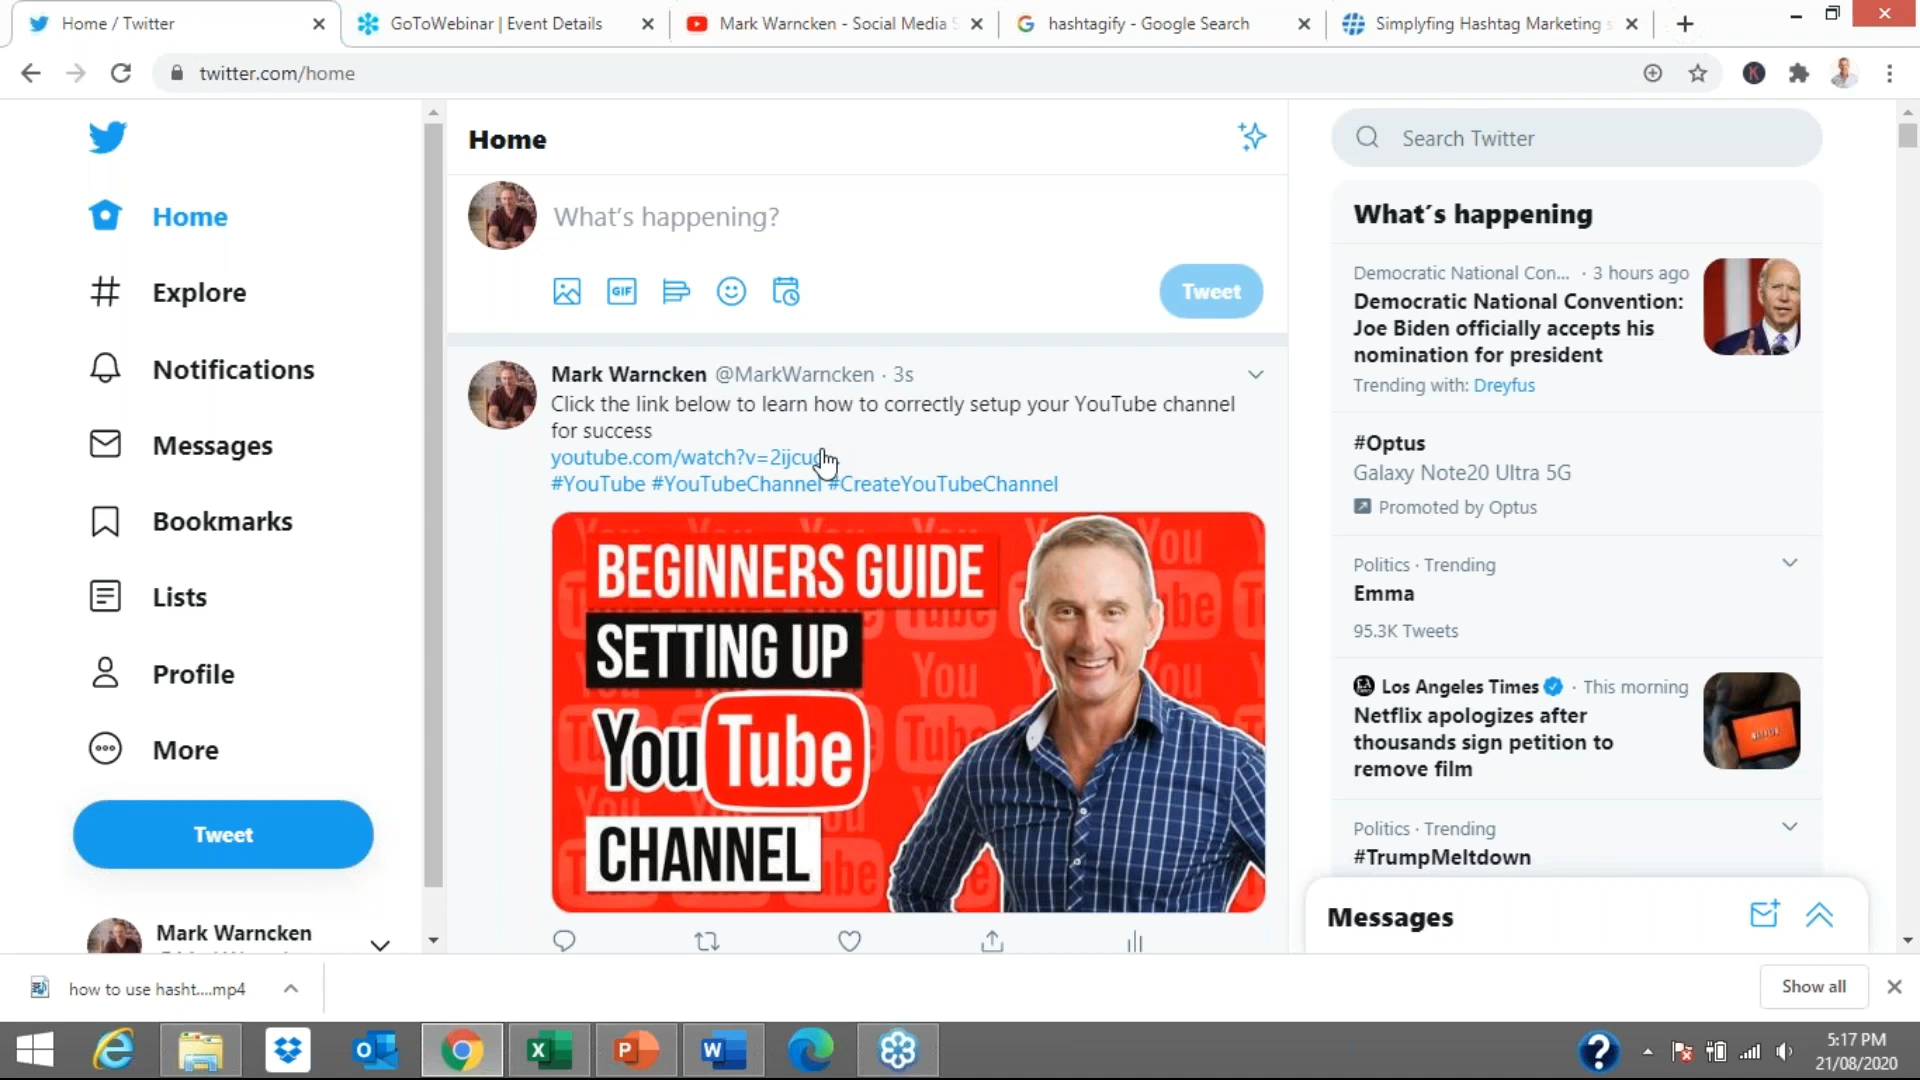 Home / Twitter
GoToWebinar | Event Details
Mark Warncken - Social Media S
hashtagify - Google Search
Simplyfing Hashtag Marketing s
twitter.com/home
K
Home
Search Twitter
Home
Explore
Notifications
Messages
Bookmarks
Lists
Profile
More
Tweet
Mark Warncken
What's happening?
GIF
Tweet
Mark Warncken @MarkWarncken · 3s
Click the link below to learn how to correctly setup your YouTube channel
for success
youtube.com/watch?v=2ijcuq
#YouTube #YouTubeChannel #CreateYouTubeChannel
BEGINNERS GUIDE
SETTING UP
YouTube
CHANNEL
What's happening
Democratic National Con... · 3 hours ago
Democratic National Convention:
Joe Biden officially accepts his
nomination for president
Trending with: Dreyfus
#Optus
Galaxy Note20 Ultra 5G
Promoted by Optus
Politics · Trending
Emma
95.3K Tweets
Los Angeles Times · This morning
Netflix apologizes after
thousands sign petition to
remove film
Politics · Trending
#TrumpMeltdown
Messages
how to use hasht....mp4
Show all
5:17 PM
21/08/2020